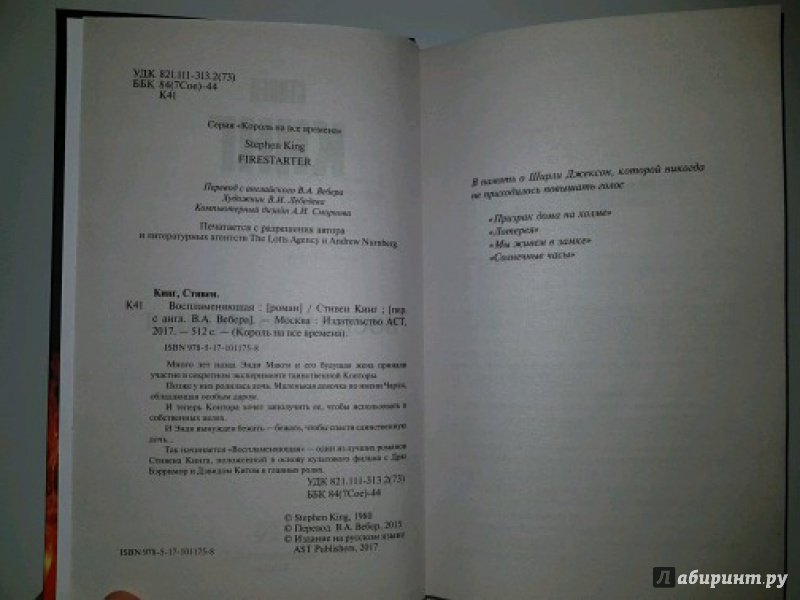 УДК 821.111-313.2(73)
ББК 84(7Сое)-44
К41
Серия «Король на все времена»
Stephen King
FIRESTARTER
Перевод с английского В.А. Вебера
Художник В.И. Лебедева
Компьютерный дизайн А.И. Смирнова
Печатается с разрешения автора
и литературных агентств The Lotts Agency и Andrew Nurnberg.
Кинг, Стивен.
К41 Воспламеняющая : [роман] / Стивен Кинг ; [пер.
с англ. В.А. Вебера]. — Москва : Издательство АСТ,
2017. — 512 с. — (Король на все времена).
ISBN 978-5-17-101175-8
Много лет назад Энди Макги и его будущая жена приняли
участие в секретном эксперименте таинственной Конторы.
Позже у них родилась дочь. Маленькая девочка по имени Чарли,
обладающая особым даром.
И теперь Контора хочет заполучить ее, чтобы использовать в
собственных целях.
И Энди вынужден бежать — бежать, чтобы спасти единственную
дочь...
Так начинается «Воспламеняющая» — один из лучших романов
Стивена Кинга, положенный в основу культового фильма с Дрю
Бэрримор и Дэвидом Китом в главных ролях.
УДК 821.111-313.2(73)
ББК 84(7Сое)-44
© Stephen King, 1980
© Перевод. В.А. Вебер, 2015
© Издание на русском языке
AST Publishers, 2017
ISBN 978-5-17-101175-8
В память о Ширли Джексон, которой никогда
не приходилось повышать голос
«Призрак дома на холме»
«Лотерея»
«Мы живем в замке»
«Солнечные часы»
Лабиринт.ру